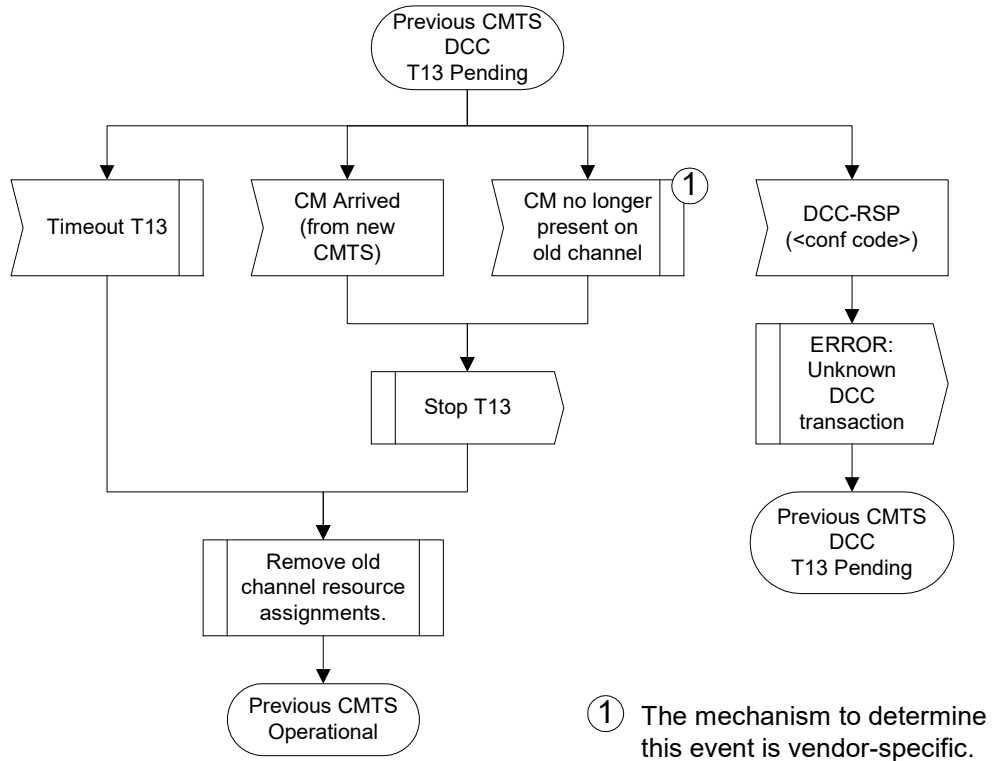 Previous CMTS
DCC
T13 Pending
Timeout T13
CM Arrived
(from new
CMTS)
CM no longer
present on
old channel
1
DCC-RSP
(<conf code>)
Stop T13
ERROR:
Unknown
DCC
transaction
Previous CMTS
DCC
T13 Pending
Remove old
channel resource
assignments.
Previous CMTS
Operational
1 The mechanism to determine
this event is vendor-specific.